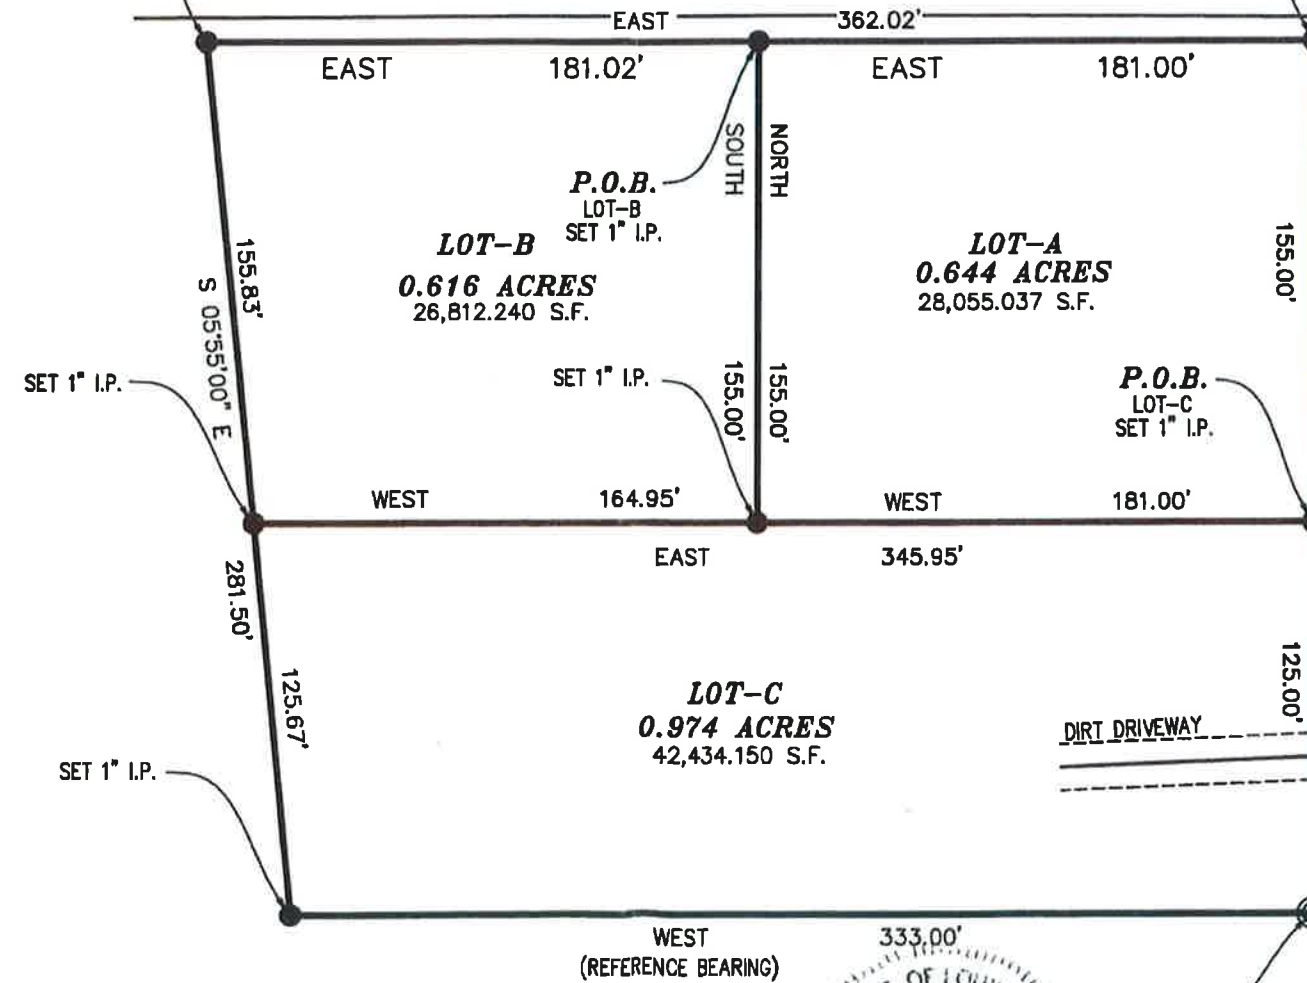 EAST 362.02'
EAST 181.02' EAST 181.00'
SOUTH
NORTH
P.O.B.
LOT-B
SET 1" I.P.
LOT-B
0.616 ACRES
26,812.240 S.F.
LOT-A
0.644 ACRES
28,055.037 S.F.
155.83'
S 05°55'00" E
155.00'
SET 1" I.P.
SET 1" I.P.
155.00'
155.00'
P.O.B.
LOT-C
SET 1" I.P.
WEST 164.95' WEST 181.00'
EAST 345.95'
281.50'
125.67'
LOT-C
0.974 ACRES
42,434.150 S.F.
125.00'
DIRT DRIVEWAY
SET 1" I.P.
WEST 333.00'
(REFERENCE BEARING)
OF